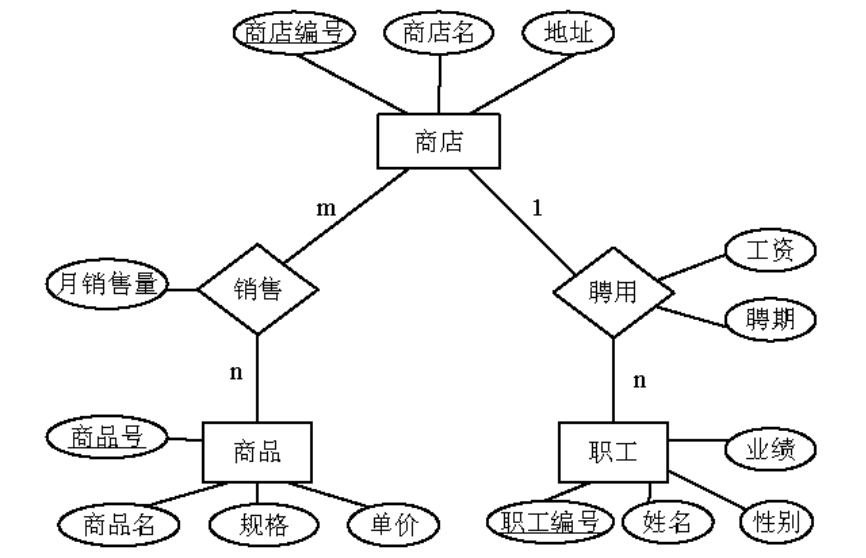 商店编号
商店名
地址
商店
m
1
月销售量
销售
聘用
工资
聘期
n
n
商品号
商品
职工
业绩
商品名
规格
单价
职工编号
姓名
性别